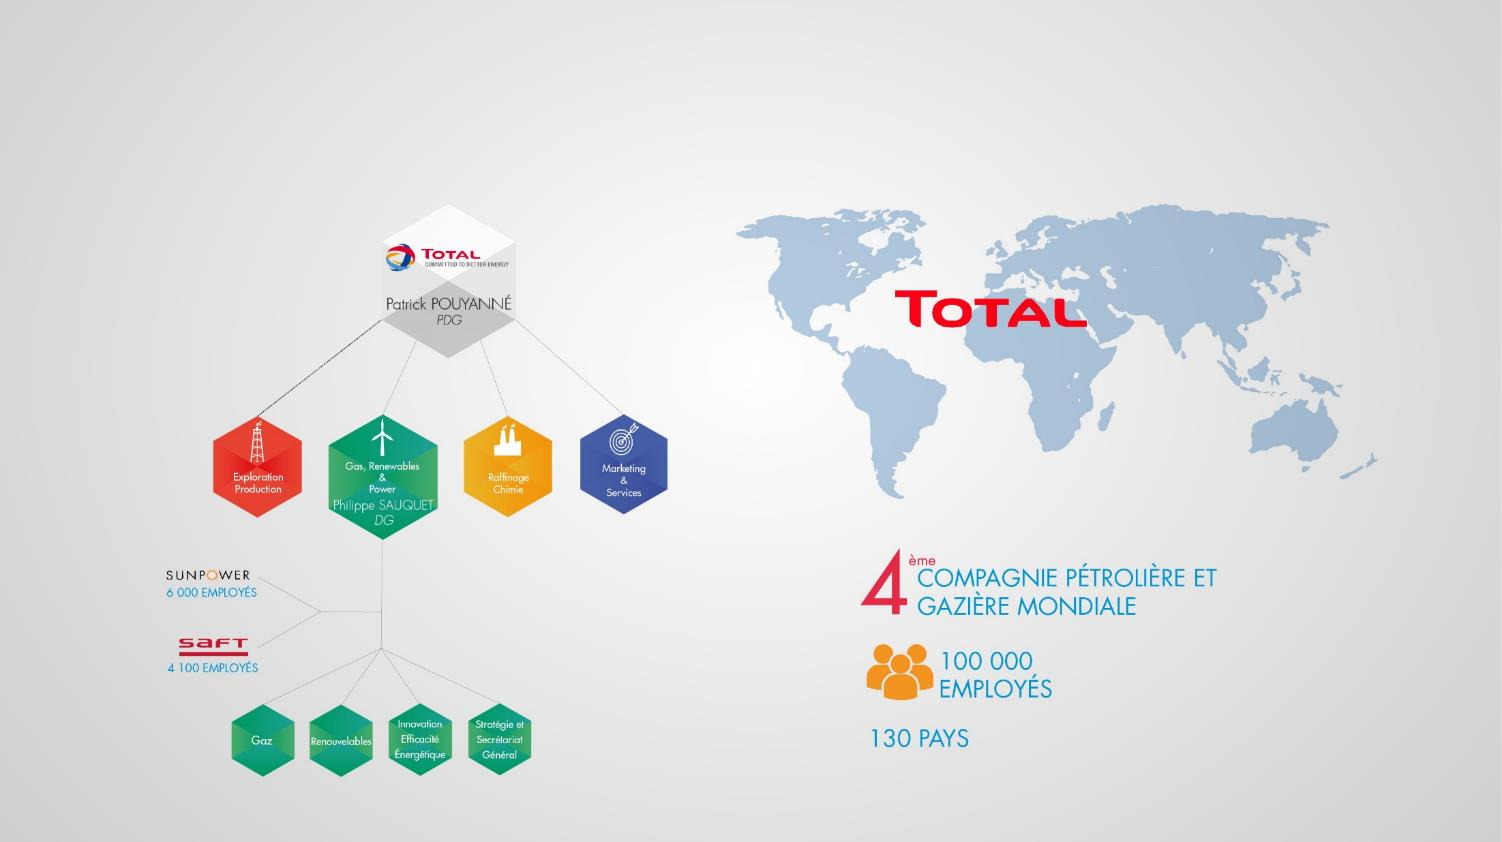 TOTAL
COMMITTED TO BETTER ENERGY
Patrick POUYANNÉ
PDG
Exploration
Production
Gas, Renewables
&
Power
Philippe SAUQUET
DG
Raffinage
Chimie
Marketing
&
Services
SUNPOWER
6 000 EMPLOYÉS
saft
4 100 EMPLOYÉS
Gaz
Renouvelables
Innovation
Efficacité
Énergétique
Stratégie et
Secrétariat
Général
TOTAL
4ème COMPAGNIE PÉTROLIÈRE ET
GAZIÈRE MONDIALE
100 000
EMPLOYÉS
130 PAYS